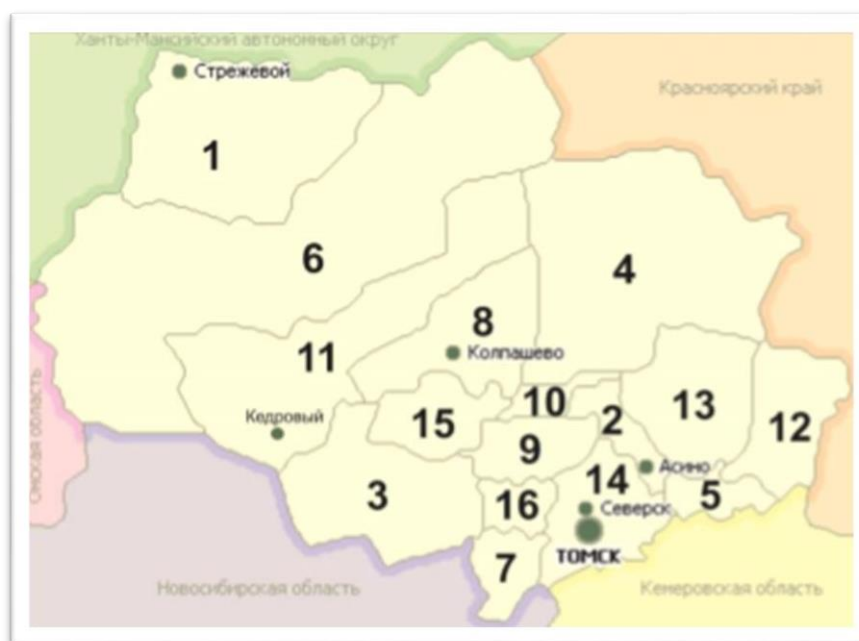 Ханты-Мансийский автономный округ
Стрежевой
Красноярский край
1
6
4
8
Колпашево
11
Кедровый
10
13
15
2
12
9
Асино
Омская область
3
14
5
16
Северск
ТОМСК
7
Новосибирская область
Кемеровская область